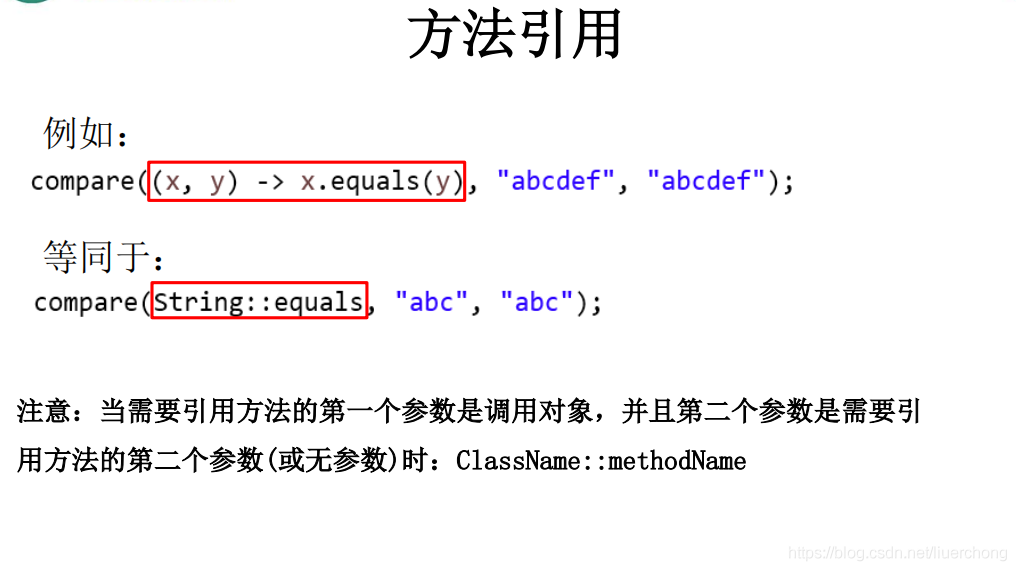 方法引用
例如：
compare((x, y) -> x.equals(y), "abcdef", "abcdef");
等同于：
compare(String::equals, "abc", "abc");
注意：当需要引用方法的第一个参数是调用对象，并且第二个参数是需要引
用方法的第二个参数(或无参数)时：ClassName::methodName
https://blog.csdn.net/liuerchong